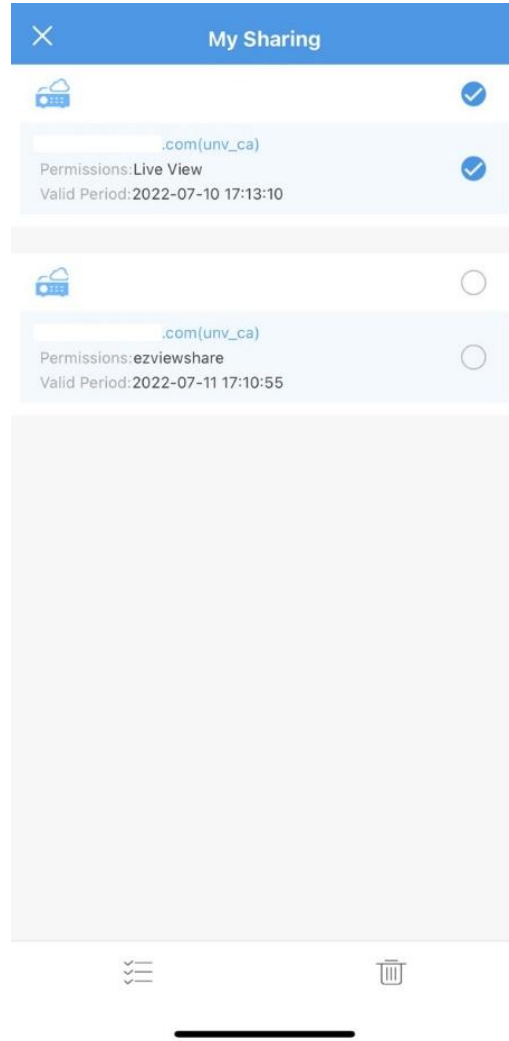 My Sharing
.com(unv_ca)
Permissions:Live View
Valid Period:2022-07-10 17:13:10
.com(unv_ca)
Permissions:ezviewshare
Valid Period:2022-07-11 17:10:55